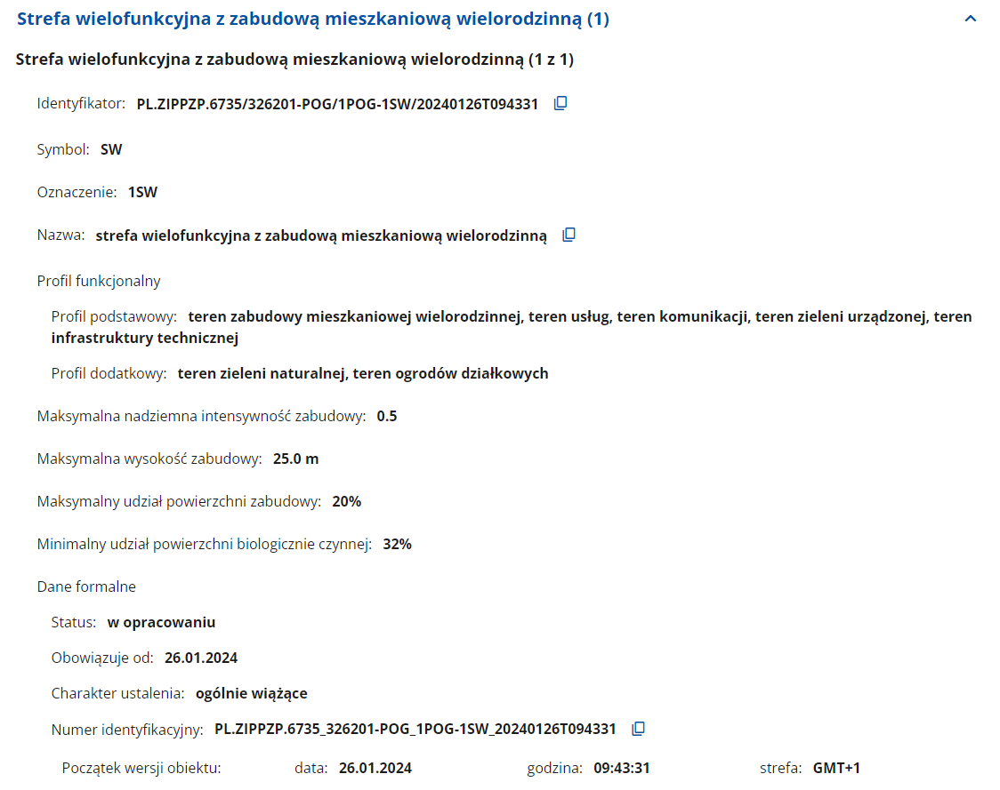 Strefa wielofunkcyjna z zabudową mieszkaniową wielorodzinną (1)
Strefa wielofunkcyjna z zabudową mieszkaniową wielorodzinną (1 z 1)
Identyfikator: PL.ZIPPZP.6735/326201-POG/1POG-1SW/20240126T094331
Symbol: SW
Oznaczenie: 1SW
Nazwa: strefa wielofunkcyjna z zabudową mieszkaniową wielorodzinną
Profil funkcjonalny
Profil podstawowy: teren zabudowy mieszkaniowej wielorodzinnej, teren usług, teren komunikacji, teren zieleni urządzonej, teren
infrastruktury technicznej
Profil dodatkowy: teren zieleni naturalnej, teren ogrodów działkowych
Maksymalna nadziemna intensywność zabudowy: 0.5
Maksymalna wysokość zabudowy: 25.0 m
Maksymalny udział powierzchni zabudowy: 20%
Minimalny udział powierzchni biologicznie czynnej: 32%
Dane formalne
Status: w opracowaniu
Obowiązuje od: 26.01.2024
Charakter ustalenia: ogólnie wiążące
Numer identyfikacyjny: PL.ZIPPZP.6735_326201-POG_1POG-1SW_20240126T094331
Początek wersji obiektu: data: 26.01.2024 godzina: 09:43:31 strefa: GMT+1